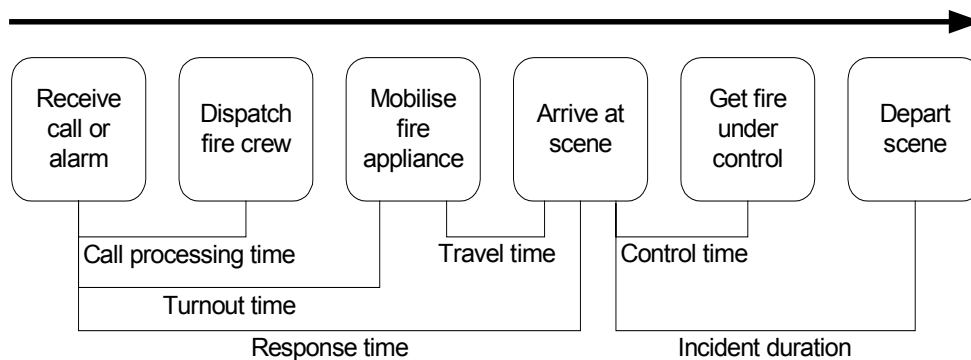 Receive
call or
alarm
Dispatch
fire crew
Mobilise
fire
appliance
Arrive at
scene
Get fire
under
control
Depart
scene
Call processing time
Travel time
Control time
Turnout time
Response time
Incident duration